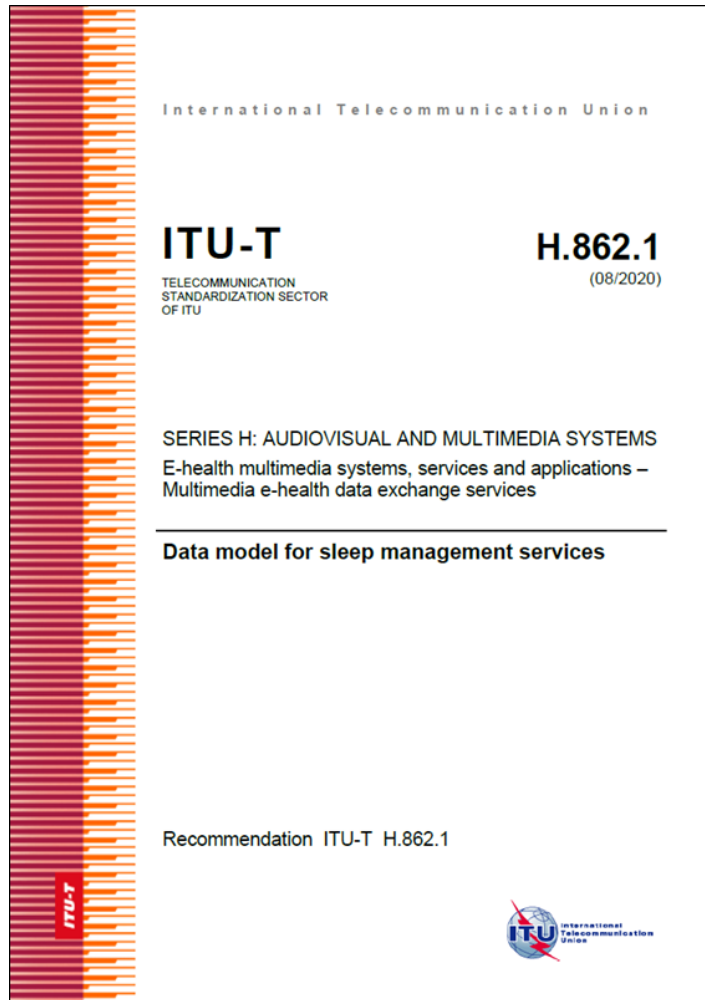 International Telecommunication Union
ITU-T
H.862.1
TELECOMMUNICATION
STANDARDIZATION SECTOR
OF ITU
(08/2020)
SERIES H: AUDIOVISUAL AND MULTIMEDIA SYSTEMS
E-health multimedia systems, services and applications –
Multimedia e-health data exchange services
Data model for sleep management services
Recommendation ITU-T H.862.1
ITU-T
ITU
International
Telecommunication
Union